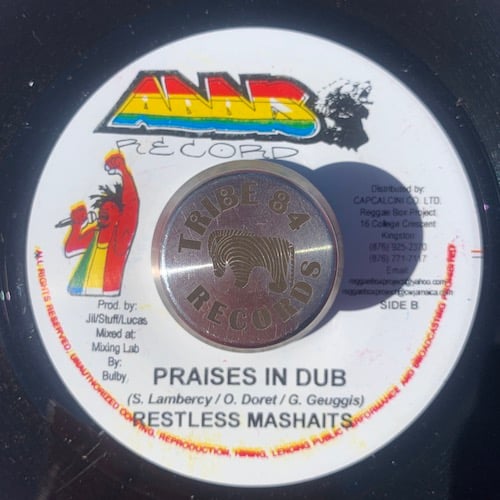 ANNS
RECORD
TRIBE 84
RECORDS
Distributed by:
CAPCALCINI CO. LTD.
Reggae Box Project
16 College Crescent
Kingston
(876) 925-2370
(876) 771-7117
Email:
SIDE B
Prod. by:
Jil/Stuff/Lucas
Mixed at:
Mixing Lab
By:
Bulby
PRAISES IN DUB
(S. Lambercy / O. Doret / G. Geuggis)
RESTLESS MASHAITS
ALL RIGHTS RESERVED, UNAUTHORIZED COPYING, REPRODUCTION, HIRING, LENDING PUBLIC PERFORMANCE AND BROADCASTING PROHIBITED